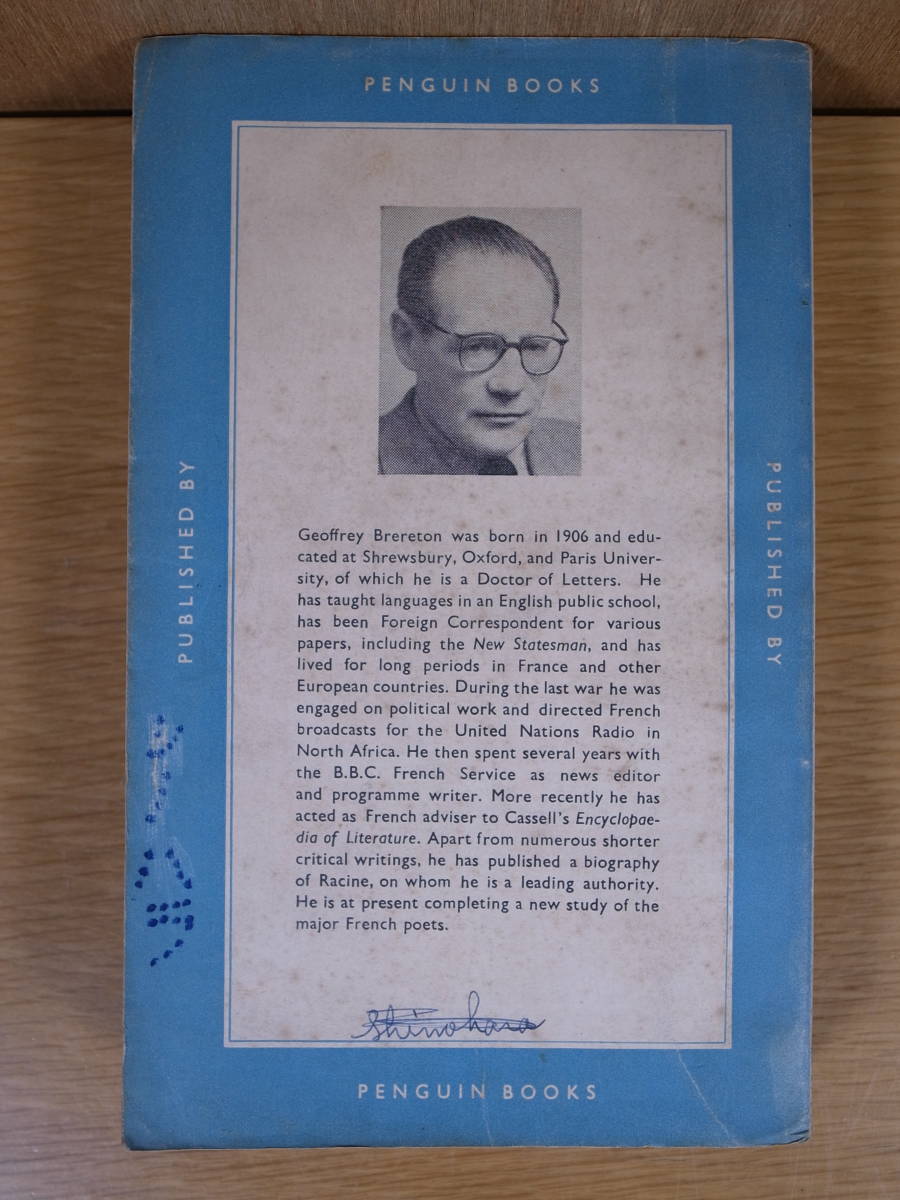 PENGUIN BOOKS
PUBLISHED BY
PUBLISHED BY
Geoffrey Brereton was born in 1906 and edu-
cated at Shrewsbury, Oxford, and Paris Univer-
sity, of which he is a Doctor of Letters. He
has taught languages in an English public school,
has been Foreign Correspondent for various
papers, including the New Statesman, and has
lived for long periods in France and other
European countries. During the last war he was
engaged on political work and directed French
broadcasts for the United Nations Radio in
North Africa. He then spent several years with
the B.B.C. French Service as news editor
and programme writer. More recently he has
acted as French adviser to Cassell's Encyclopae-
dia of Literature. Apart from numerous shorter
critical writings, he has published a biography
of Racine, on whom he is a leading authority.
He is at present completing a new study of the
major French poets.
Shinohara
PENGUIN BOOKS